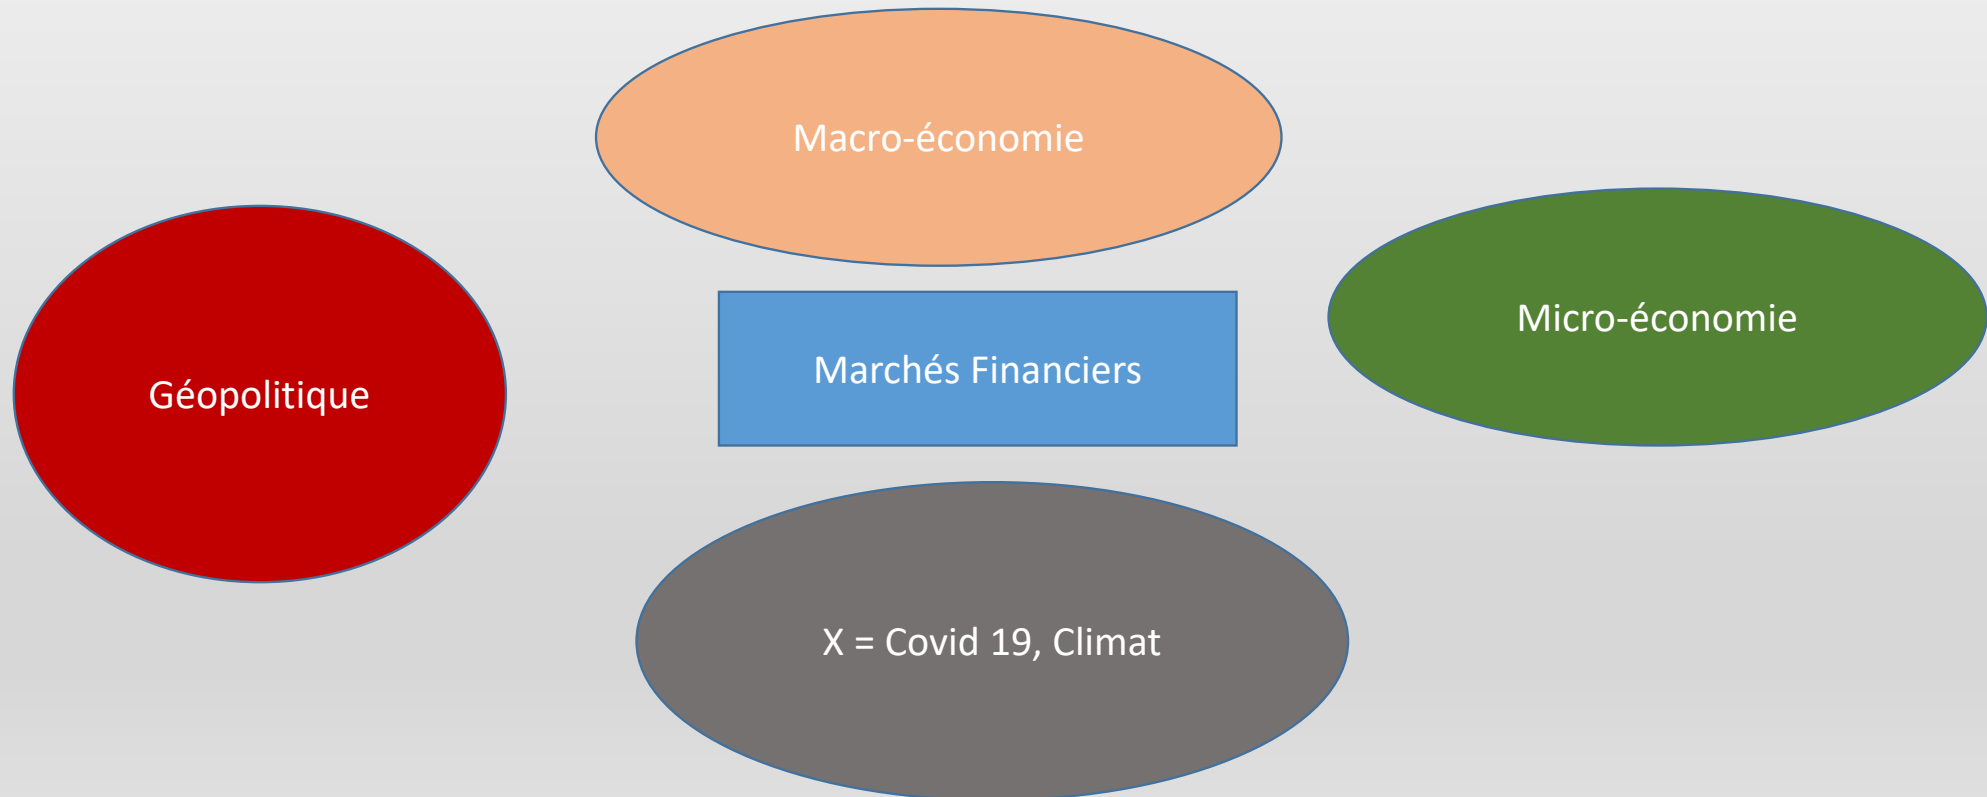 Macro-économie
Micro-économie
Marchés Financiers
Géopolitique
X = Covid 19, Climat